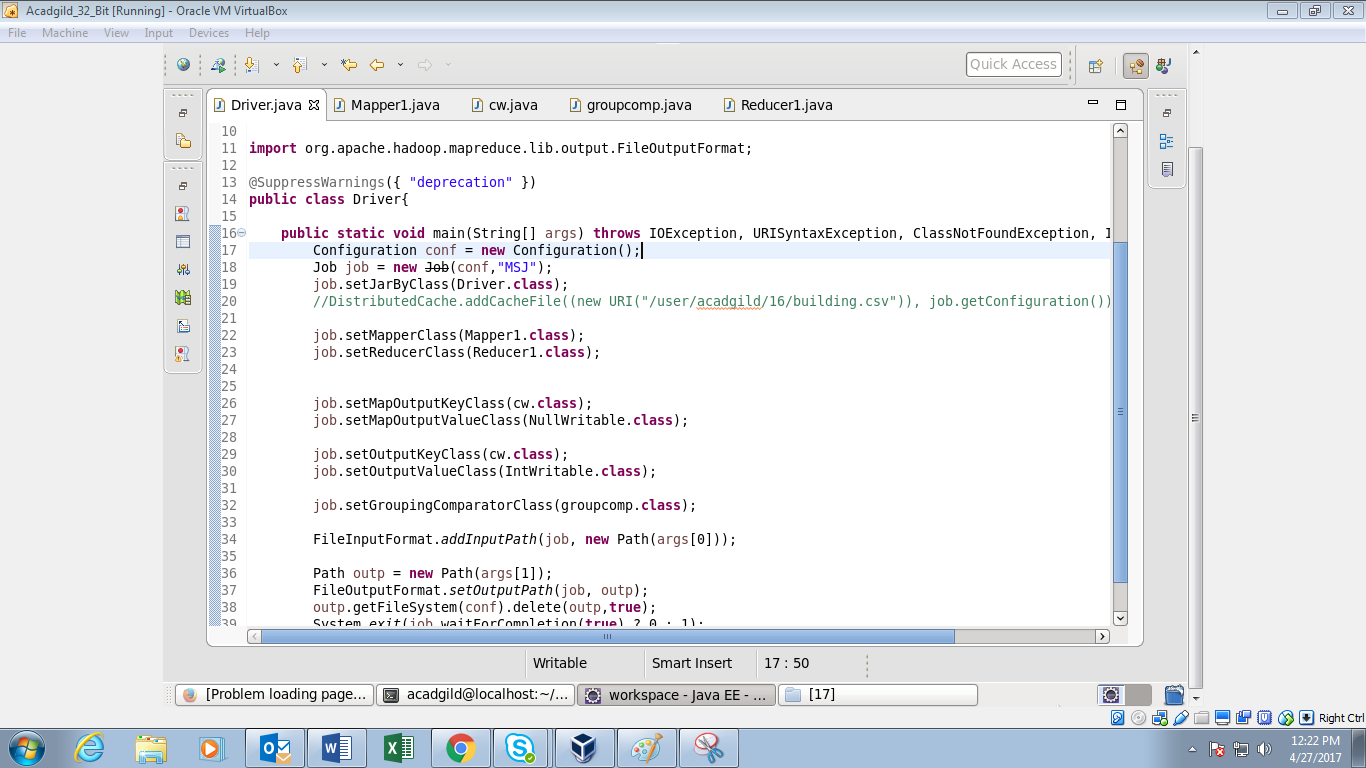 Acadgild_32_Bit [Running] - Oracle VM VirtualBox
File Machine View Input Devices Help
Quick Access
Driver.java Mapper1.java cw.java groupcomp.java Reducer1.java
10
11 import org.apache.hadoop.mapreduce.lib.output.FileOutputFormat;
12
13 @SuppressWarnings({ "deprecation" })
14 public class Driver{
15
16 public static void main(String[] args) throws IOException, URISyntaxException, ClassNotFoundException, I
17 Configuration conf = new Configuration();
18 Job job = new Job(conf,"MSJ");
19 job.setJarByClass(Driver.class);
20 //DistributedCache.addCacheFile((new URI("/user/acadgild/16/building.csv")), job.getConfiguration())
21
22 job.setMapperClass(Mapper1.class);
23 job.setReducerClass(Reducer1.class);
24
25
26 job.setMapOutputKeyClass(cw.class);
27 job.setMapOutputValueClass(NullWritable.class);
28
29 job.setOutputKeyClass(cw.class);
30 job.setOutputValueClass(IntWritable.class);
31
32 job.setGroupingComparatorClass(groupcomp.class);
33
34 FileInputFormat.addInputPath(job, new Path(args[0]));
35
36 Path outp = new Path(args[1]);
37 FileOutputFormat.setOutputPath(job, outp);
38 outp.getFileSystem(conf).delete(outp,true);
39 System.exit(job.waitForCompletion(true) ? 0 : 1);
Writable Smart Insert 17 : 50
[Problem loading page... acadgild@localhost:~/... workspace - Java EE - ... [17]
Right Ctrl
12:22 PM
4/27/2017